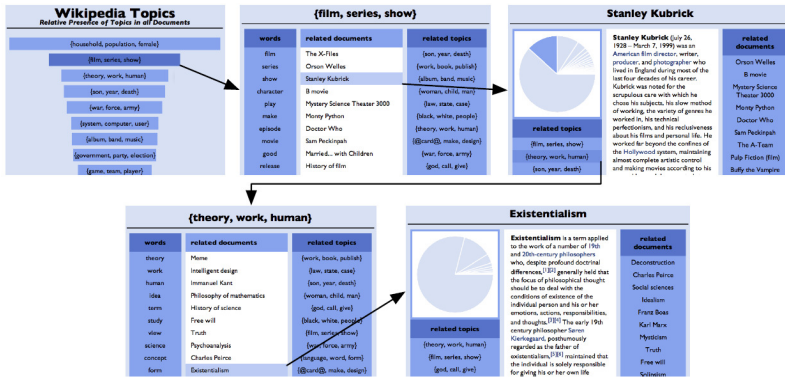 Wikipedia Topics
Relative Presence of Topics in all Documents
{household, population, female}
{film, series, show}
{theory, work, human}
{son, year, death}
{war, force, army}
{system, computer, user}
{album, band, music}
{government, party, election}
{game, team, player}
{film, series, show}
words related documents related topics
film The X-Files {son, year, death}
series Orson Welles {work, book, publish}
show Stanley Kubrick {album, band, music}
character B movie {woman, child, man}
play Mystery Science Theater 3000 {law, state, case}
make Monty Python {black, white, people}
episode Doctor Who {theory, work, human}
movie Sam Peckinpah {@card@, make, design}
good Married... with Children {war, force, army}
release History of film {god, call, give}
Stanley Kubrick
related topics
{film, series, show}
{theory, work, human}
{son, year, death}
Stanley Kubrick (July 26,
1928 – March 7, 1999) was an
American film director, writer,
producer, and photographer who
lived in England during most of the
last four decades of his career.
Kubrick was noted for the
scrupulous care with which he
chose his subjects, his slow method
of working, the variety of genres he
worked in, his technical
perfectionism, and his reclusiveness
about his films and personal life. He
worked far beyond the confines of
the Hollywood system, maintaining
almost complete artistic control
and making movies according to his
related
documents
Orson Welles
B movie
Mystery Science
Theater 3000
Monty Python
Doctor Who
Sam Peckinpah
The A-Team
Pulp Fiction (film)
Buffy the Vampire
{theory, work, human}
words related documents related topics
theory Meme {work, book, publish}
work Intelligent design {law, state, case}
human Immanuel Kant {son, year, death}
idea Philosophy of mathematics {woman, child, man}
term History of science {god, call, give}
study Free will {black, white, people}
view Truth {film, series, show}
science Psychoanalysis {war, force, army}
concept Charles Peirce {language, word, form}
form Existentialism {@card@, make, design}
Existentialism
related topics
{theory, work, human}
{film, series, show}
{god, call, give}
Existentialism is a term applied
to the work of a number of 19th
and 20th-century philosophers
who, despite profound doctrinal
differences,[1][2] generally held that
the focus of philosophical thought
should be to deal with the
conditions of existence of the
individual person and his or her
emotions, actions, responsibilities,
and thoughts.[3][4] The early 19th
century philosopher Søren
Kierkegaard, posthumously
regarded as the father of
existentialism,[5][6] maintained that
the individual is solely responsible
for giving his or her own life
related
documents
Deconstruction
Charles Peirce
Social sciences
Idealism
Franz Boas
Karl Marx
Mysticism
Truth
Free will